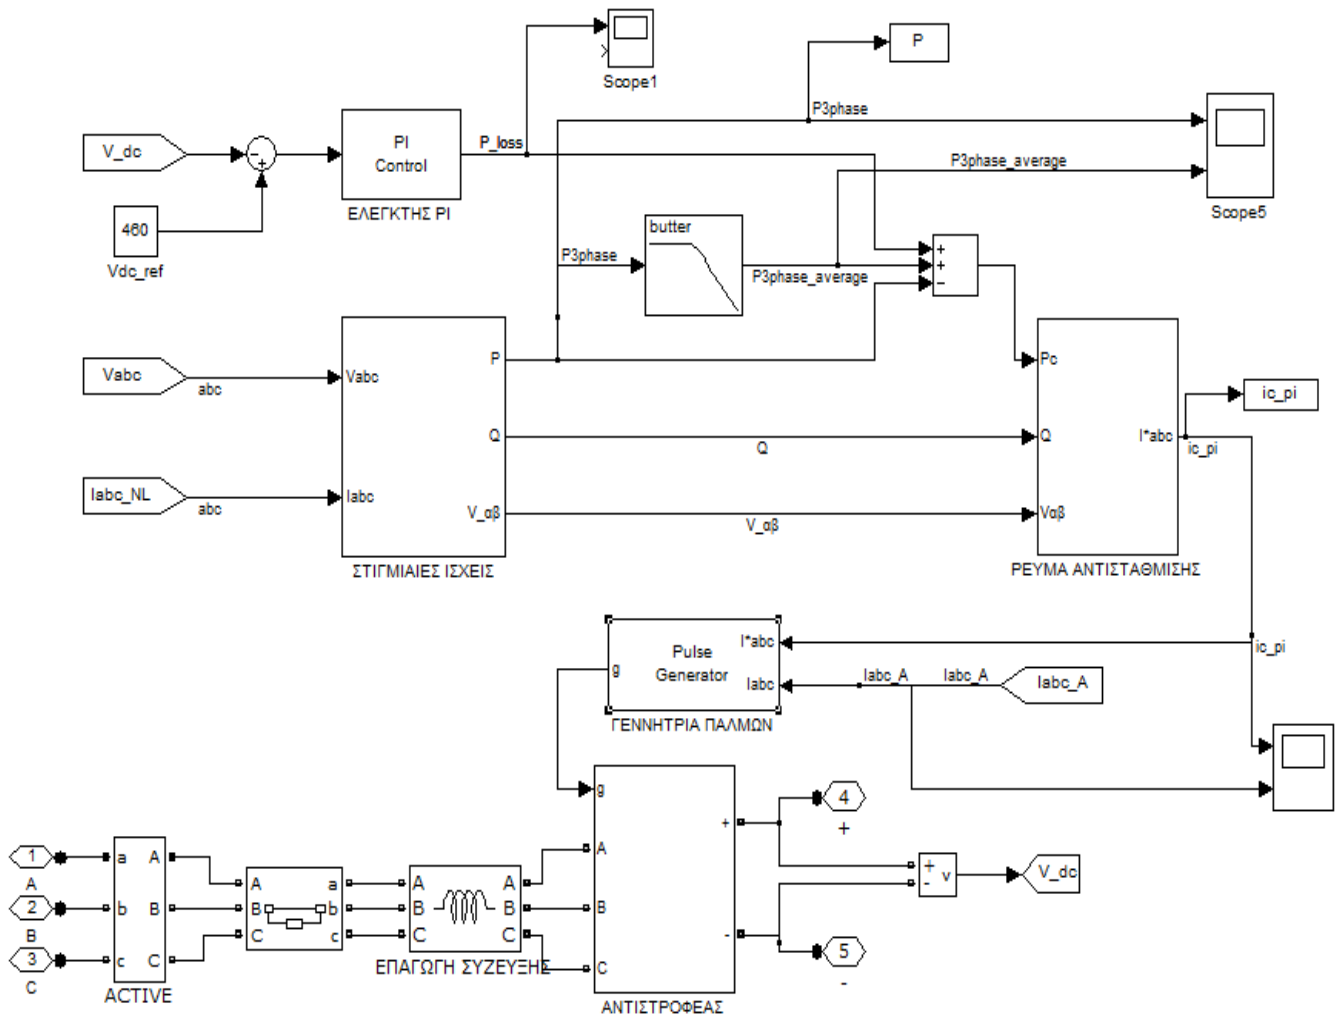 Scope1
P
P3phase
V_dc
-
+
PI
Control
P_loss
ΕΛΕΓΚΤΗΣ PI
P3phase_average
Scope5
460
Vdc_ref
butter
P3phase
P3phase_average
+
+
-
Vabc
abc
Vabc
P
Pc
ic_pi
Q
Q
Q
I*abc
ic_pi
Iabc_NL
abc
Iabc
V_αβ
V_αβ
Vαβ
ΣΤΙΓΜΙΑΙΕΣ ΙΣΧΕΙΣ
ΡΕΥΜΑ ΑΝΤΙΣΤΑΘΜΙΣΗΣ
g
Pulse
Generator
I*abc
Iabc
ic_pi
Iabc_A
Iabc_A
Iabc_A
ΓΕΝΝΗΤΡΙΑ ΠΑΛΜΩΝ
g
+
4
+
1
A
a
A
A
a
A
A
A
+
-
v
V_dc
2
B
b
B
B
b
B
B
B
3
C
c
C
C
c
C
C
C
-
5
-
ACTIVE
ΕΠΑΓΩΓΗ ΣΥΖΕΥΞΗΣ
ΑΝΤΙΣΤΡΟΦΕΑΣ